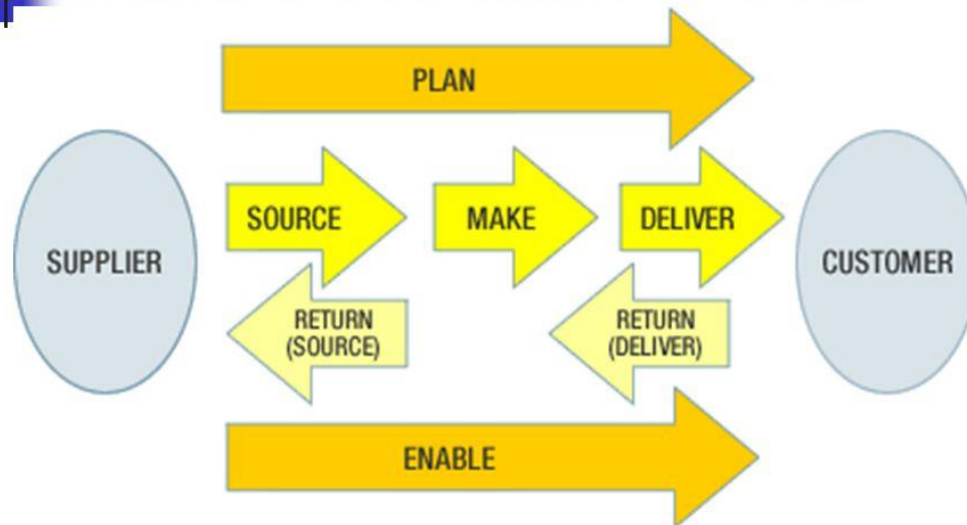 PLAN
SOURCE
MAKE
DELIVER
SUPPLIER
CUSTOMER
RETURN
(SOURCE)
RETURN
(DELIVER)
ENABLE